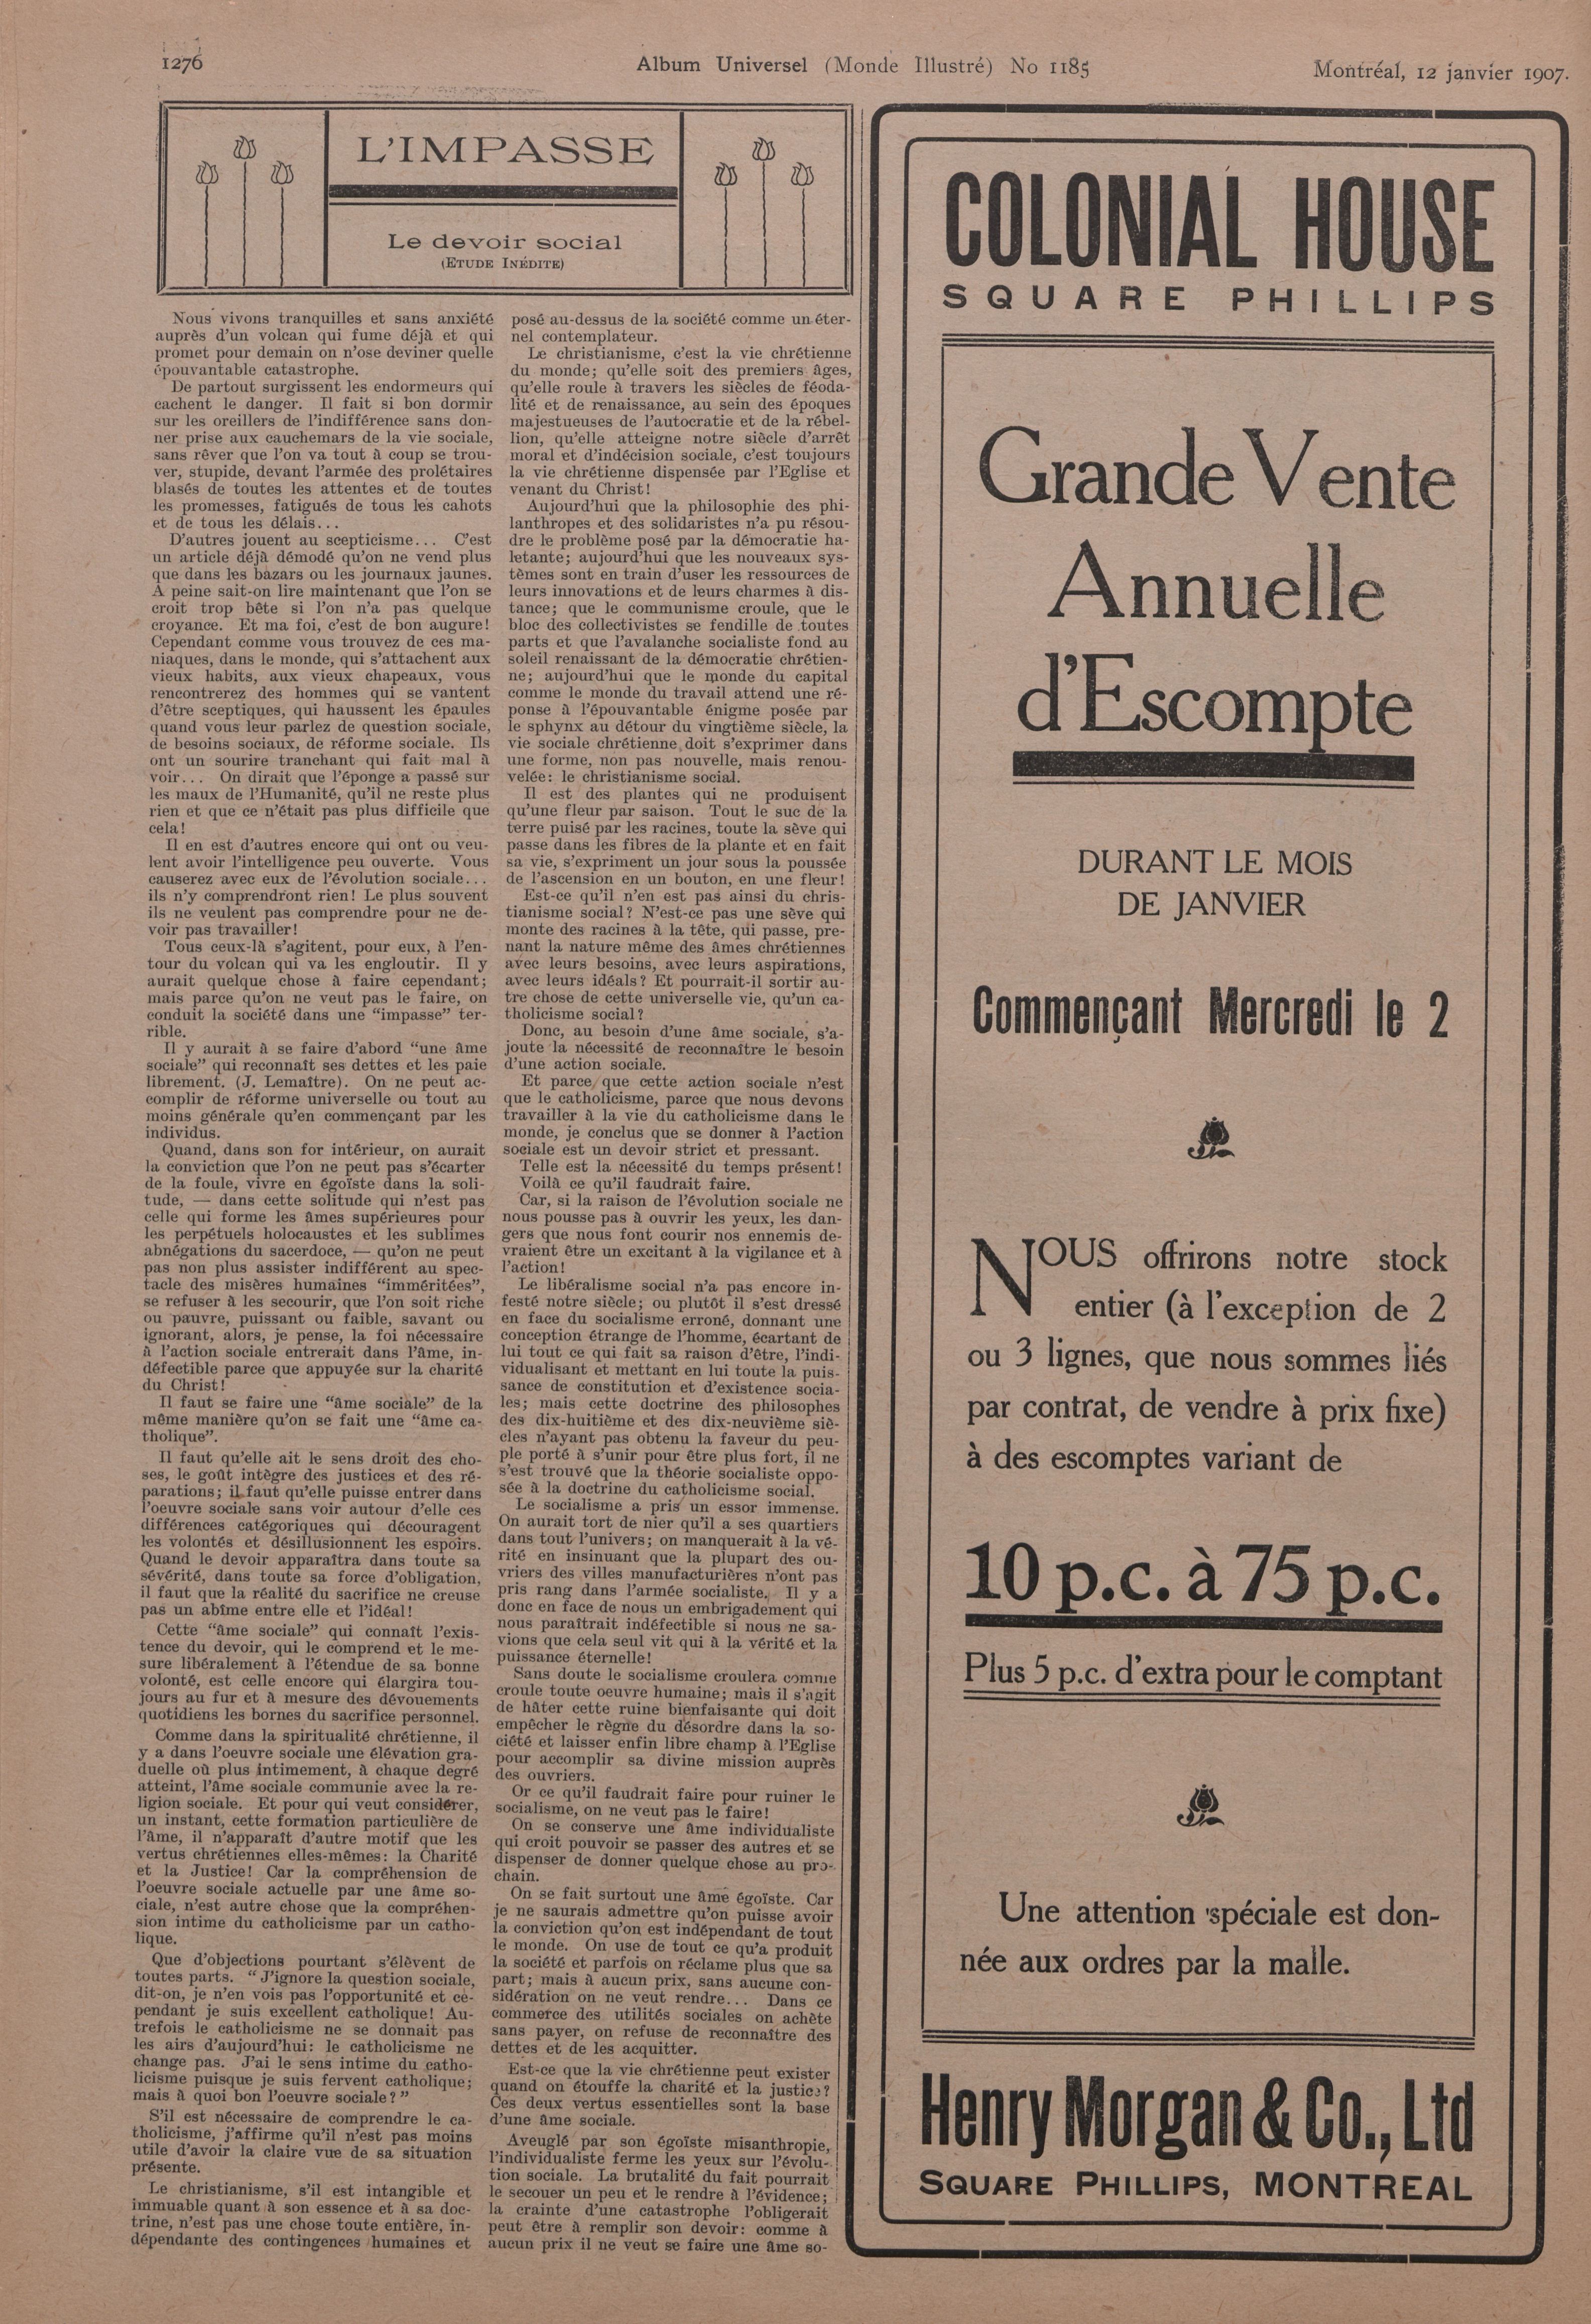 1276
Album Universel (Monde Illustré) No 1185
Montréal, 12 janvier 1907.
L'IMPASSE
Le devoir social
(ETUDE INÉDITE)
Nous vivons tranquilles et sans anxiété
auprès d'un volcan qui fume déjà et qui
promet pour demain on n'ose deviner quelle
épouvantable catastrophe.
De partout surgissent les endormeurs qui
cachent le danger. Il fait si bon dormir
sur les oreillers de l'indifférence sans don-
ner prise aux cauchemars de la vie sociale,
sans rêver que l'on va tout à coup se trou-
ver, stupide, devant l'armée des prolétaires
blasés de toutes les attentes et de toutes
les promesses, fatigués de tous les cahots
et de tous les délais...
D'autres jouent au scepticisme... C'est
un article déjà démodé qu'on ne vend plus
que dans les bazars ou les journaux jaunes.
A peine sait-on lire maintenant que l'on se
croit trop bête si l'on n'a pas quelque
croyance. Et ma foi, c'est de bon augure!
Cependant comme vous trouvez de ces ma-
niaques, dans le monde, qui s'attachent aux
vieux habits, aux vieux chapeaux, vous
rencontrerez des hommes qui se vantent
d'être sceptiques, qui haussent les épaules
quand vous leur parlez de question sociale,
de besoins sociaux, de réforme sociale. Ils
ont un sourire tranchant qui fait mal à
voir... On dirait que l'éponge a passé sur
les maux de l'Humanité, qu'il ne reste plus
rien et que ce n'était pas plus difficile que
cela!
Il en est d'autres encore qui ont ou veu-
lent avoir l'intelligence peu ouverte. Vous
causerez avec eux de l'évolution sociale...
ils n'y comprendront rien! Le plus souvent
ils ne veulent pas comprendre pour ne de-
voir pas travailler!
Tous ceux-là s'agitent, pour eux, à l'en-
tour du volcan qui va les engloutir. Il y
aurait quelque chose à faire cependant;
mais parce qu'on ne veut pas le faire, on
conduit la société dans une "impasse" ter-
rible.
Il y aurait à se faire d'abord "une âme
sociale" qui reconnaît ses dettes et les paie
librement. (J. Lemaître). On ne peut ac-
complir de réforme universelle ou tout au
moins générale qu'en commençant par les
individus.
Quand, dans son for intérieur, on aurait
la conviction que l'on ne peut pas s'écarter
de la foule, vivre en égoïste dans la soli-
tude, — dans cette solitude qui n'est pas
celle qui forme les âmes supérieures pour
les perpétuels holocaustes et les sublimes
abnégations du sacerdoce, — qu'on ne peut
pas non plus assister indifférent au spec-
tacle des misères humaines "imméritées",
se refuser à les secourir, que l'on soit riche
ou pauvre, puissant ou faible, savant ou
ignorant, alors, je pense, la foi nécessaire
à l'action sociale entrerait dans l'âme, in-
défectible parce que appuyée sur la charité
du Christ!
Il faut se faire une "âme sociale" de la
même manière qu'on se fait une "âme ca-
tholique".
Il faut qu'elle ait le sens droit des cho-
ses, le goût intègre des justices et des ré-
parations; il faut qu'elle puisse entrer dans
l'oeuvre sociale sans voir autour d'elle ces
différences catégoriques qui découragent
les volontés et désillusionnent les espoirs.
Quand le devoir apparaîtra dans toute sa
sévérité, dans toute sa force d'obligation,
il faut que la réalité du sacrifice ne creuse
pas un abîme entre elle et l'idéal!
Cette "âme sociale" qui connaît l'exis-
tence du devoir, qui le comprend et le me-
sure libéralement à l'étendue de sa bonne
volonté, est celle encore qui élargira tou-
jours au fur et à mesure des dévouements
quotidiens les bornes du sacrifice personnel.
Comme dans la spiritualité chrétienne, il
y a dans l'oeuvre sociale une élévation gra-
duelle où plus intimement, à chaque degré
atteint, l'âme sociale communie avec la re-
ligion sociale. Et pour qui veut considérer,
un instant, cette formation particulière de
l'âme, il n'apparaît d'autre motif que les
vertus chrétiennes elles-mêmes: la Charité
et la Justice! Car la compréhension de
l'oeuvre sociale actuelle par une âme so-
ciale, n'est autre chose que la compréhen-
sion intime du catholicisme par un catho-
lique.
Que d'objections pourtant s'élèvent de
toutes parts. "J'ignore la question sociale,
dit-on, je n'en vois pas l'opportunité et ce-
pendant je suis excellent catholique! Au-
trefois le catholicisme ne se donnait pas
les airs d'aujourd'hui: le catholicisme ne
change pas. J'ai le sens intime du catho-
licisme puisque je suis fervent catholique;
mais à quoi bon l'oeuvre sociale?"
S'il est nécessaire de comprendre le ca-
tholicisme, j'affirme qu'il n'est pas moins
utile d'avoir la claire vue de sa situation
présente.
Le christianisme, s'il est intangible et
immuable quant à son essence et à sa doc-
trine, n'est pas une chose toute entière, in-
dépendante des contingences humaines et
posé au-dessus de la société comme un éter-
nel contemplateur.
Le christianisme, c'est la vie chrétienne
du monde; qu'elle soit des premiers âges,
qu'elle roule à travers les siècles de féoda-
lité et de renaissance, au sein des époques
majestueuses de l'autocratie et de la rébel-
lion, qu'elle atteigne notre siècle d'arrêt
moral et d'indécision sociale, c'est toujours
la vie chrétienne dispensée par l'Eglise et
venant du Christ!
Aujourd'hui que la philosophie des phi-
lanthropes et des solidaristes n'a pu résou-
dre le problème posé par la démocratie ha-
letante; aujourd'hui que les nouveaux sys-
tèmes sont en train d'user les ressources de
leurs innovations et de leurs charmes à dis-
tance; que le communisme croule, que le
bloc des collectivistes se fendille de toutes
parts et que l'avalanche socialiste fond au
soleil renaissant de la démocratie chrétien-
ne; aujourd'hui que le monde du capital
comme le monde du travail attend une ré-
ponse à l'épouvantable énigme posée par
le sphynx au détour du vingtième siècle, la
vie sociale chrétienne doit s'exprimer dans
une forme, non pas nouvelle, mais renou-
velée: le christianisme social.
Il est des plantes qui ne produisent
qu'une fleur par saison. Tout le suc de la
terre puisé par les racines, toute la sève qui
passe dans les fibres de la plante et en fait
sa vie, s'expriment un jour sous la poussée
de l'ascension en un bouton, en une fleur!
Est-ce qu'il n'en est pas ainsi du chris-
tianisme social? N'est-ce pas une sève qui
monte des racines à la tête, qui passe, pre-
nant la nature même des âmes chrétiennes
avec leurs besoins, avec leurs aspirations,
avec leurs idéals? Et pourrait-il sortir au-
tre chose de cette universelle vie, qu'un ca-
tholicisme social?
Donc, au besoin d'une âme sociale, s'a-
joute la nécessité de reconnaître le besoin
d'une action sociale.
Et parce que cette action sociale n'est
que le catholicisme, parce que nous devons
travailler à la vie du catholicisme dans le
monde, je conclus que se donner à l'action
sociale est un devoir strict et pressant.
Telle est la nécessité du temps présent!
Voilà ce qu'il faudrait faire.
Car, si la raison de l'évolution sociale ne
nous pousse pas à ouvrir les yeux, les dan-
gers que nous font courir nos ennemis de-
vraient être un excitant à la vigilance et à
l'action!
Le libéralisme social n'a pas encore in-
festé notre siècle; ou plutôt il s'est dressé
en face du socialisme erroné, donnant une
conception étrange de l'homme, écartant de
lui tout ce qui fait sa raison d'être, l'indi-
vidualisant et mettant en lui toute la puis-
sance de constitution et d'existence socia-
les; mais cette doctrine des philosophes
des dix-huitième et des dix-neuvième siè-
cles n'ayant pas obtenu la faveur du peu-
ple porté à s'unir pour être plus fort, il ne
s'est trouvé que la théorie socialiste oppo-
sée à la doctrine du catholicisme social.
Le socialisme a pris un essor immense.
On aurait tort de nier qu'il a ses quartiers
dans tout l'univers; on manquerait à la vé-
rité en insinuant que la plupart des ou-
vriers des villes manufacturières n'ont pas
pris rang dans l'armée socialiste. Il y a
donc en face de nous un embrigadement qui
nous paraîtrait indéfectible si nous ne sa-
vions que cela seul vit qui à la vérité et la
puissance éternelle!
Sans doute le socialisme croulera comme
croule toute oeuvre humaine; mais il s'agit
de hâter cette ruine bienfaisante qui doit
empêcher le règne du désordre dans la so-
ciété et laisser enfin libre champ à l'Eglise
pour accomplir sa divine mission auprès
des ouvriers.
Or ce qu'il faudrait faire pour ruiner le
socialisme, on ne veut pas le faire!
On se conserve une âme individualiste
qui croit pouvoir se passer des autres et se
dispenser de donner quelque chose au pro-
chain.
On se fait surtout une âme égoïste. Car
je ne saurais admettre qu'on puisse avoir
la conviction qu'on est indépendant de tout
le monde. On use de tout ce qu'a produit
la société et parfois on réclame plus que sa
part; mais à aucun prix, sans aucune con-
sidération on ne veut rendre... Dans ce
commerce des utilités sociales on achète
sans payer, on refuse de reconnaître des
dettes et de les acquitter.
Est-ce que la vie chrétienne peut exister
quand on étouffe la charité et la justice?
Ces deux vertus essentielles sont la base
d'une âme sociale.
Aveuglé par son égoïste misanthropie,
l'individualiste ferme les yeux sur l'évolu-
tion sociale. La brutalité du fait pourrait
le secouer un peu et le rendre à l'évidence;
la crainte d'une catastrophe l'obligerait
peut être à remplir son devoir: comme à
aucun prix il ne veut se faire une âme so-
COLONIAL HOUSE
SQUARE PHILLIPS
Grande Vente
Annuelle
d'Escompte
DURANT LE MOIS
DE JANVIER
Commençant Mercredi le 2
NOUS offrirons notre stock
entier (à l'exception de 2
ou 3 lignes, que nous sommes liés
par contrat, de vendre à prix fixe)
à des escomptes variant de
10 p.c. à 75 p.c.
Plus 5 p.c. d'extra pour le comptant
Une attention spéciale est don-
née aux ordres par la malle.
Henry Morgan & Co., Ltd
SQUARE PHILLIPS, MONTREAL